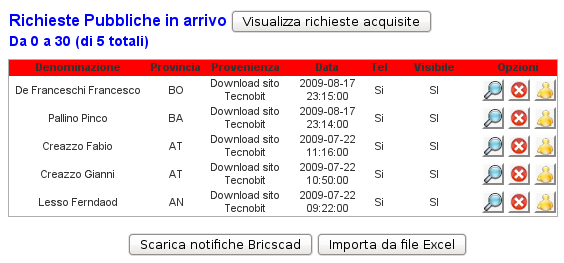 Richieste Pubbliche in arrivo Visualizza richieste acquisite
Da 0 a 30 (di 5 totali)
Denominazione Provincia Provenienza Data Tel Visibile Opzioni
De Franceschi Francesco BO Download sito Tecnobit 2009-08-17 23:15:00 Si SI
Pallino Pinco BA Download sito Tecnobit 2009-08-17 23:14:00 Si SI
Creazzo Fabio AT Download sito Tecnobit 2009-07-22 11:16:00 Si SI
Creazzo Gianni AT Download sito Tecnobit 2009-07-22 10:50:00 Si SI
Lesso Ferndaod AN Download sito Tecnobit 2009-07-22 09:22:00 Si SI
Scarica notifiche Bricscad Importa da file Excel